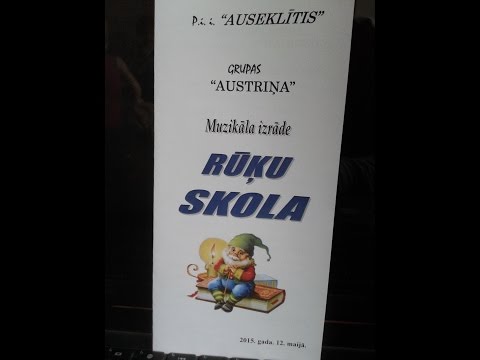 P.i.i. “AUSEKLĪTIS”
GRUPAS
“AUSTRIŅA”
Muzikāla izrāde
RŪĶU
SKOLA
2015. gada. 12. maijā.